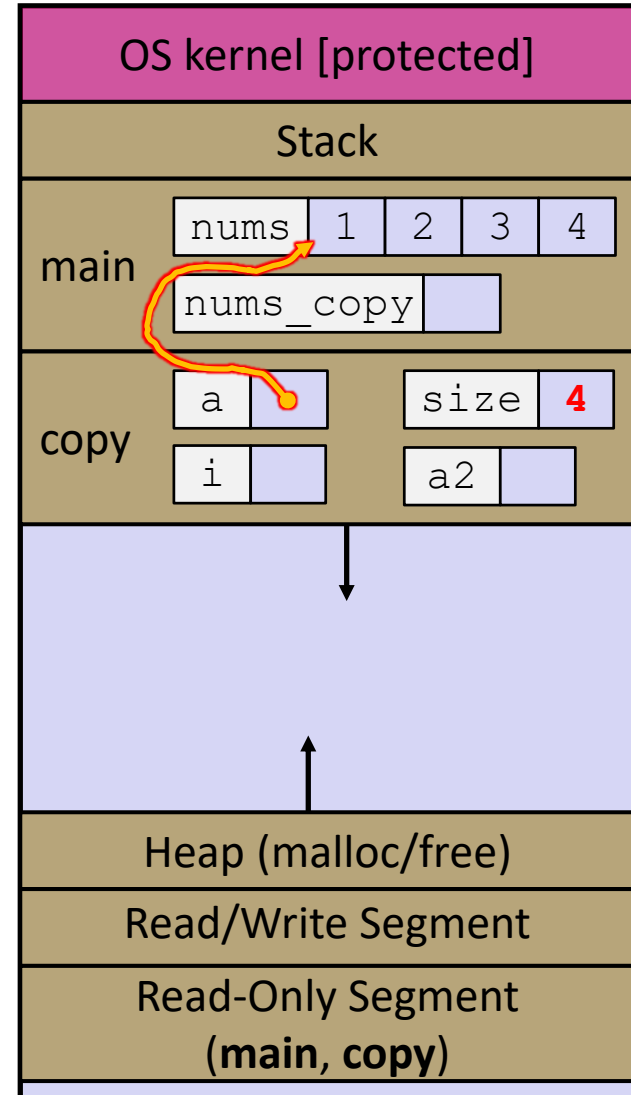 OS kernel [protected]
Stack
main
nums 1 2 3 4
nums_copy
copy
a size 4
i a2
Heap (malloc/free)
Read/Write Segment
Read-Only Segment
(main, copy)